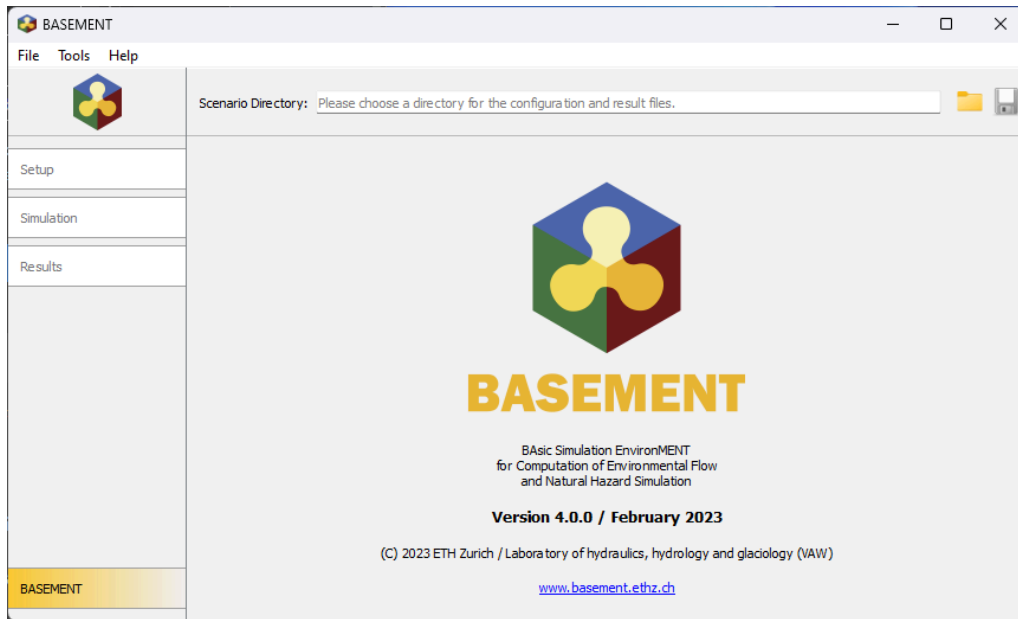 BASEMENT
File Tools Help
Scenario Directory: Please choose a directory for the configuration and result files.
Setup
Simulation
Results
BASEMENT
BAsic Simulation EnvironMENT
for Computation of Environmental Flow
and Natural Hazard Simulation
Version 4.0.0 / February 2023
(C) 2023 ETH Zurich / Laboratory of hydraulics, hydrology and glaciology (VAW)
www.basement.ethz.ch
BASEMENT